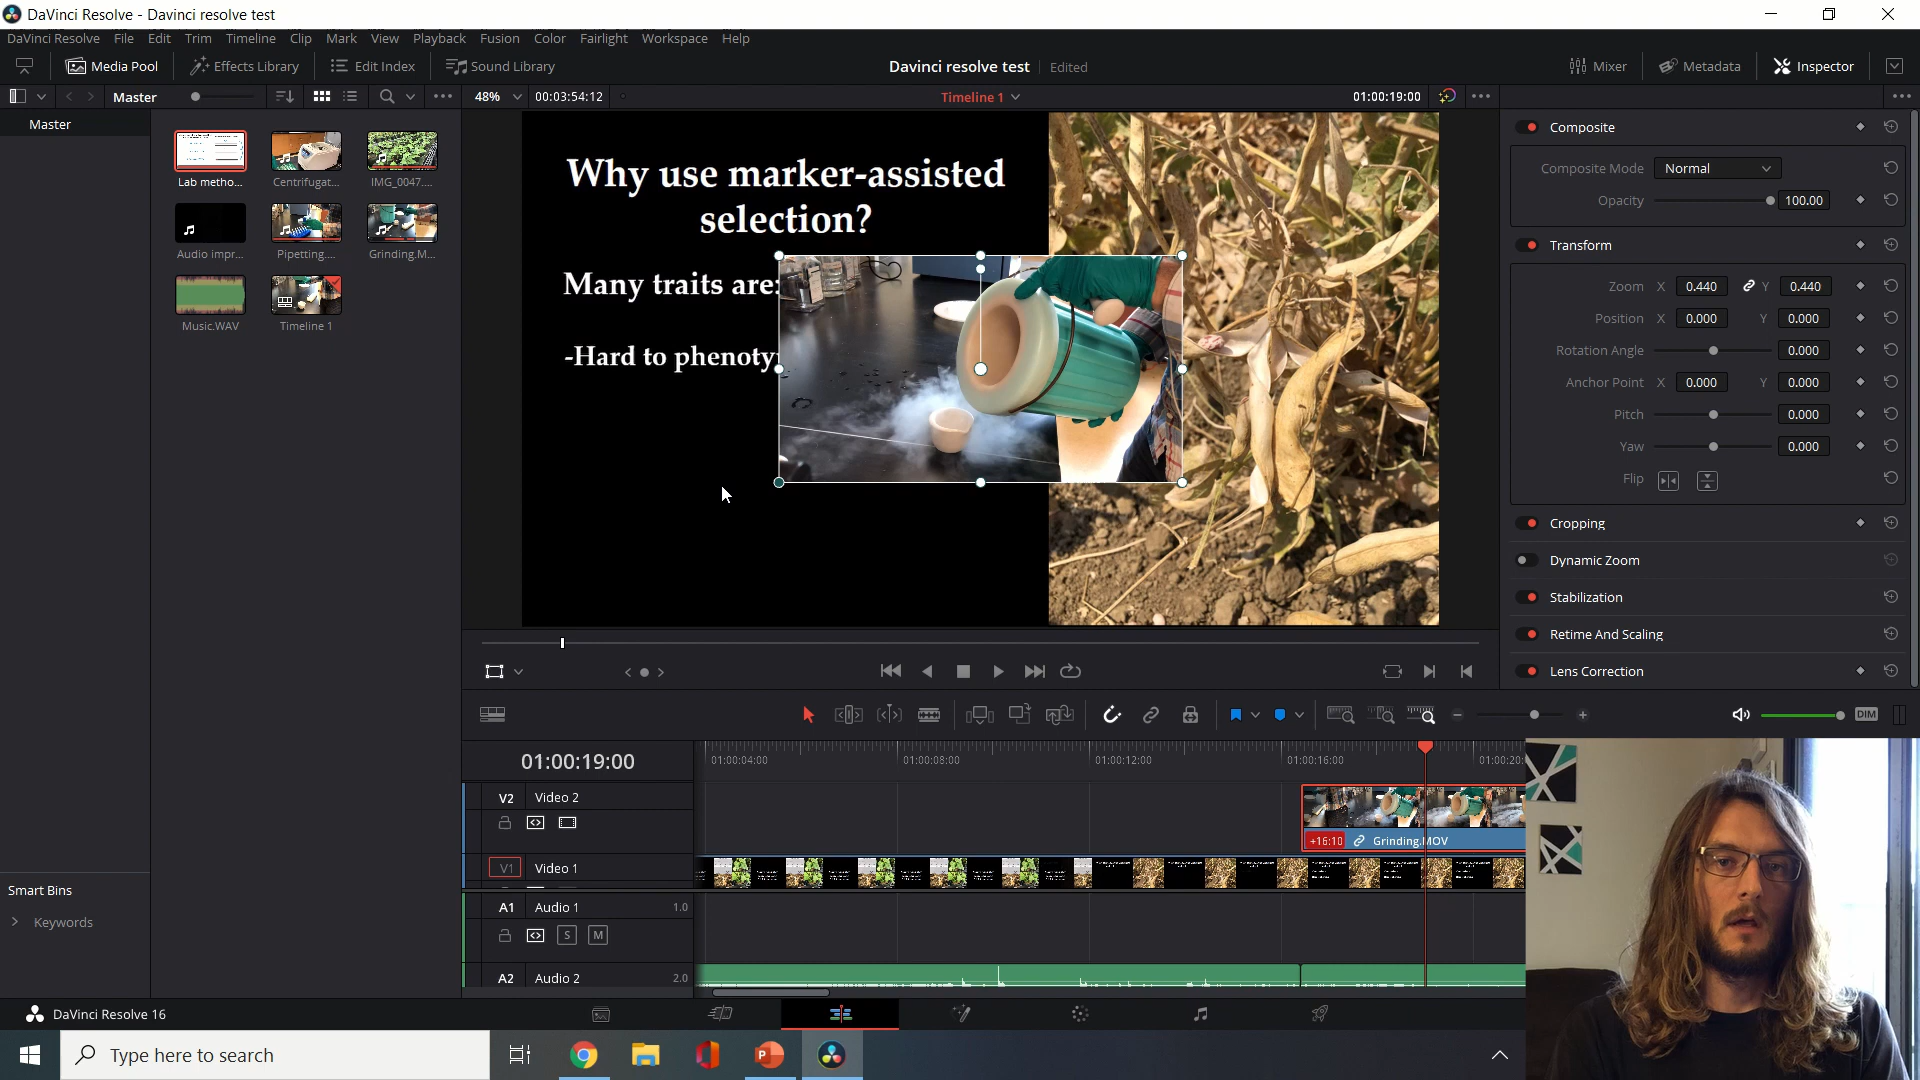 DaVinci Resolve - Davinci resolve test
DaVinci Resolve File Edit Trim Timeline Clip Mark View Playback Fusion Color Fairlight Workspace Help
Media Pool Effects Library Edit Index Sound Library Davinci resolve test Edited Mixer Metadata Inspector
Master 48% 00:03:54:12 Timeline 1 01:00:19:00
Master
Lab metho...
Centrifugat...
IMG_0047....
Audio impr...
Pipetting....
Grinding.M...
Music.WAV
Timeline 1
Smart Bins
Keywords
Why use marker-assisted
selection?
Many traits are:
-Hard to phenoty
Composite
Composite Mode Normal
Opacity 100.00
Transform
Zoom X 0.440 Y 0.440
Position X 0.000 Y 0.000
Rotation Angle 0.000
Anchor Point X 0.000 Y 0.000
Pitch 0.000
Yaw 0.000
Flip
Cropping
Dynamic Zoom
Stabilization
Retime And Scaling
Lens Correction
DIM
01:00:19:00 01:00:04:00 01:00:08:00 01:00:12:00 01:00:16:00 01:00:20:
V2 Video 2
+16:10 Grinding.MOV
V1 Video 1
A1 Audio 1 1.0
S M
A2 Audio 2 2.0
DaVinci Resolve 16
Type here to search